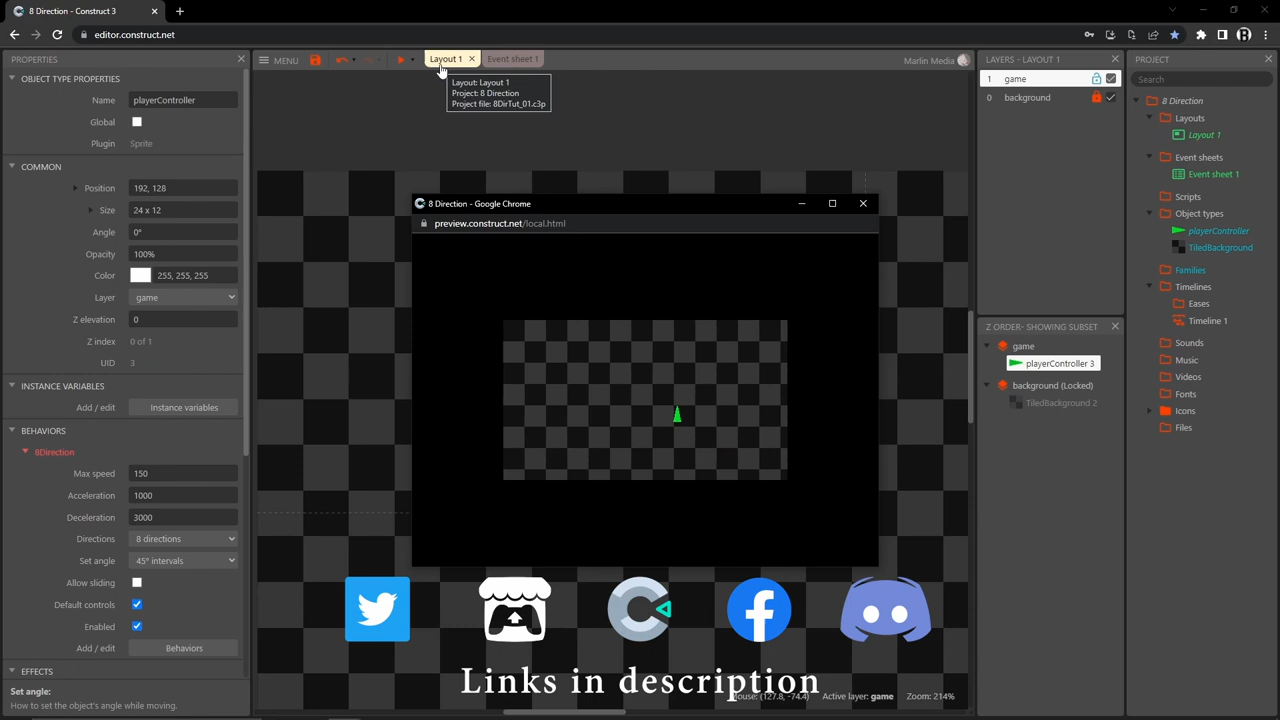 8 Direction - Construct 3
editor.construct.net
PROPERTIES
MENU
Layout 1
Event sheet 1
Marlin Media
LAYERS - LAYOUT 1
PROJECT
OBJECT TYPE PROPERTIES
Name playerController
Global
Plugin Sprite
COMMON
Position 192, 128
Size 24 x 12
Angle 0°
Opacity 100%
Color 255, 255, 255
Layer game
Z elevation 0
Z index 0 of 1
UID 3
INSTANCE VARIABLES
Add / edit Instance variables
BEHAVIORS
8Direction
Max speed 150
Acceleration 1000
Deceleration 3000
Directions 8 directions
Set angle 45° intervals
Allow sliding
Default controls
Enabled
Add / edit Behaviors
EFFECTS
Set angle:
How to set the object's angle while moving.
Layout: Layout 1
Project: 8 Direction
Project file: 8DirTut_01.c3p
8 Direction - Google Chrome
preview.construct.net/local.html
Links in description
Mouse: (127.8, -74.4) Active layer: game Zoom: 214%
1 game
0 background
Z ORDER- SHOWING SUBSET
game
playerController 3
background (Locked)
TiledBackground 2
Search
8 Direction
Layouts
Layout 1
Event sheets
Event sheet 1
Scripts
Object types
playerController
TiledBackground
Families
Timelines
Eases
Timeline 1
Sounds
Music
Videos
Fonts
Icons
Files